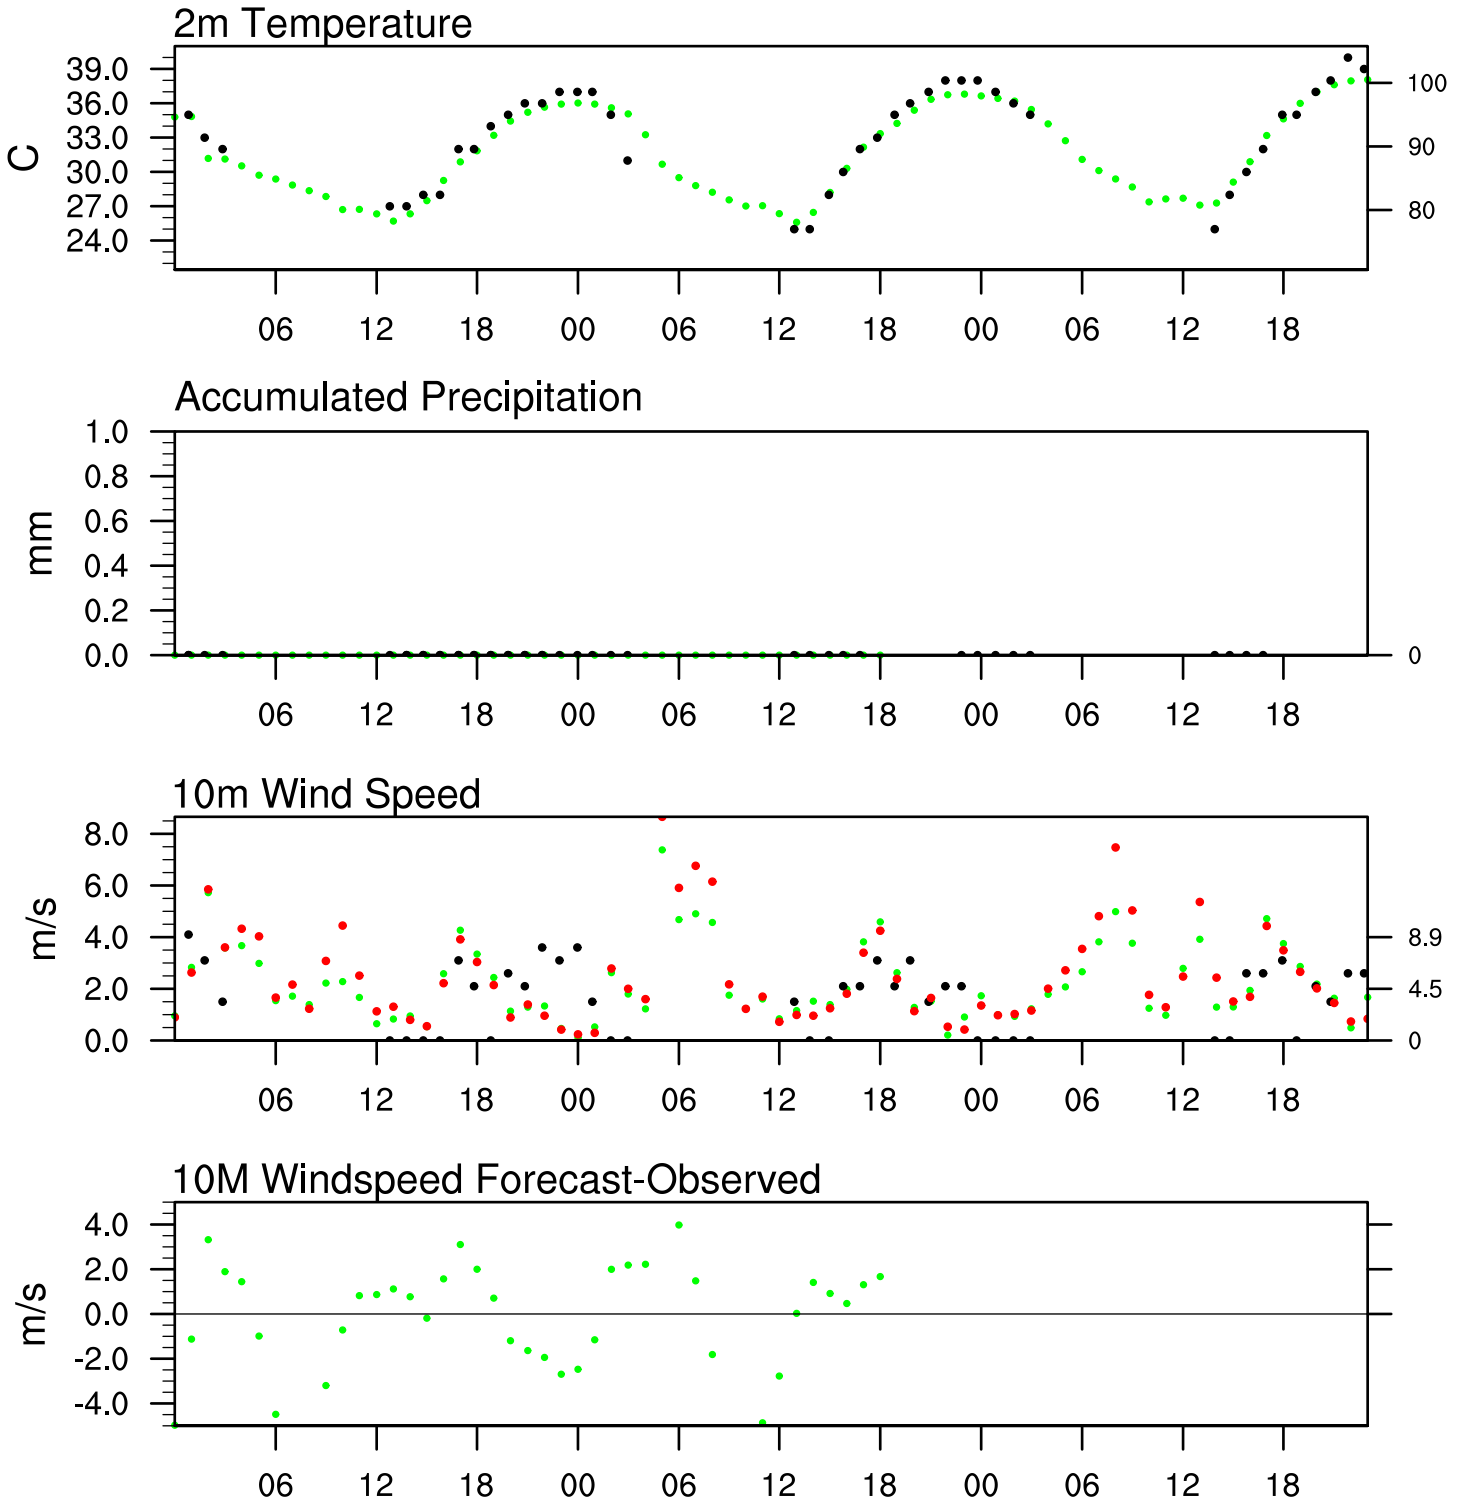 2m Temperature
39.0
36.0
33.0
30.0
27.0
24.0
C
100
90
80
06 12 18 00 06 12 18 00 06 12 18
Accumulated Precipitation
1.0
0.8
0.6
0.4
0.2
0.0
mm
0
06 12 18 00 06 12 18 00 06 12 18
10m Wind Speed
8.0
6.0
4.0
2.0
0.0
m/s
8.9
4.5
0
06 12 18 00 06 12 18 00 06 12 18
10M Windspeed Forecast-Observed
4.0
2.0
0.0
-2.0
-4.0
m/s
06 12 18 00 06 12 18 00 06 12 18